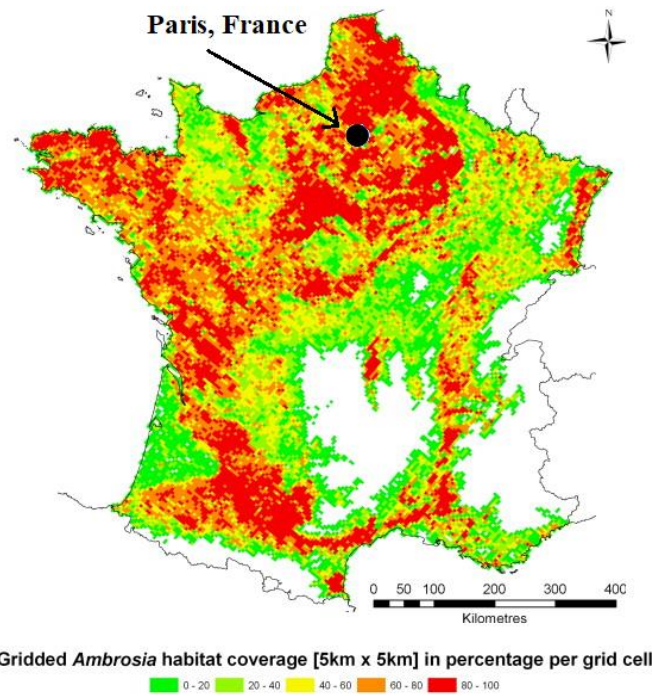 Paris, France
N
0 50 100 200 300 400
Kilometres
Gridded Ambrosia habitat coverage [5km x 5km] in percentage per grid cell
0 - 20 20 - 40 40 - 60 60 - 80 80 - 100